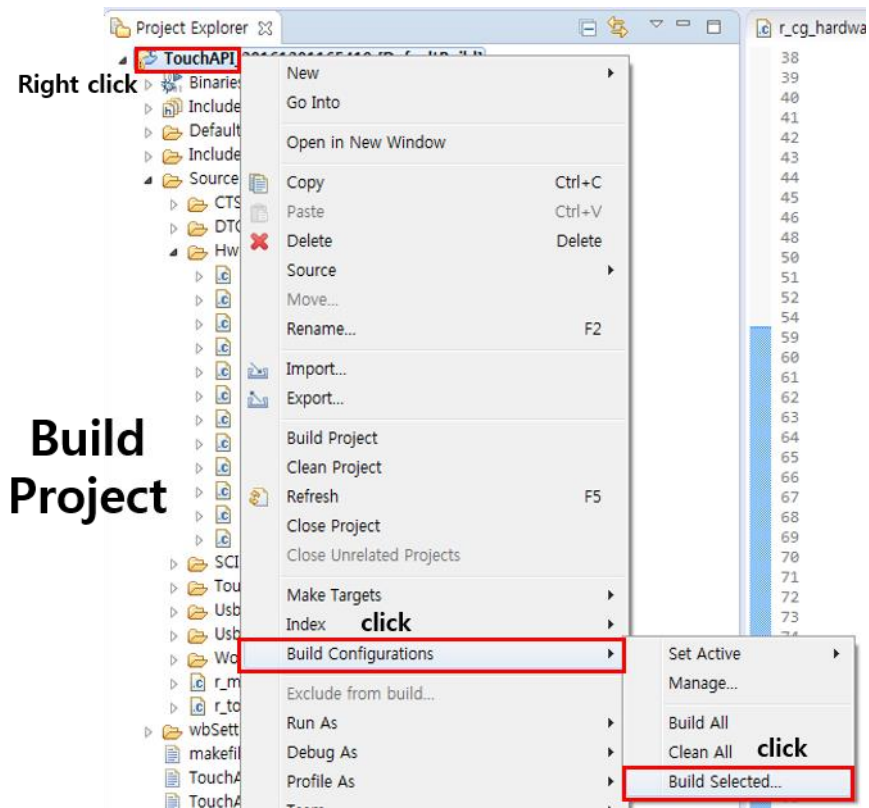 Project Explorer
r_cg_hardwa
TouchAPI_20161201165410 [DefaultBuild]
Right click
Binaries
Include
Default
Include
Source
CTS
DTC
Hw
.c
.c
.c
.c
.c
.c
.c
.c
.c
.c
.c
.c
SCI
Tou
Usb
Usb
Wo
r_m
r_to
wbSett
makefil
TouchA
TouchA
Build
Project
New
Go Into
Open in New Window
Copy Ctrl+C
Paste Ctrl+V
Delete Delete
Source
Move...
Rename... F2
Import...
Export...
Build Project
Clean Project
Refresh F5
Close Project
Close Unrelated Projects
Make Targets
Index
click
Build Configurations
Exclude from build...
Run As
Debug As
Profile As
Team
Set Active
Manage...
Build All
Clean All
click
Build Selected...
38
39
40
41
42
43
44
45
46
48
50
51
52
54
59
60
61
62
63
64
65
66
67
68
69
70
71
72
73
74